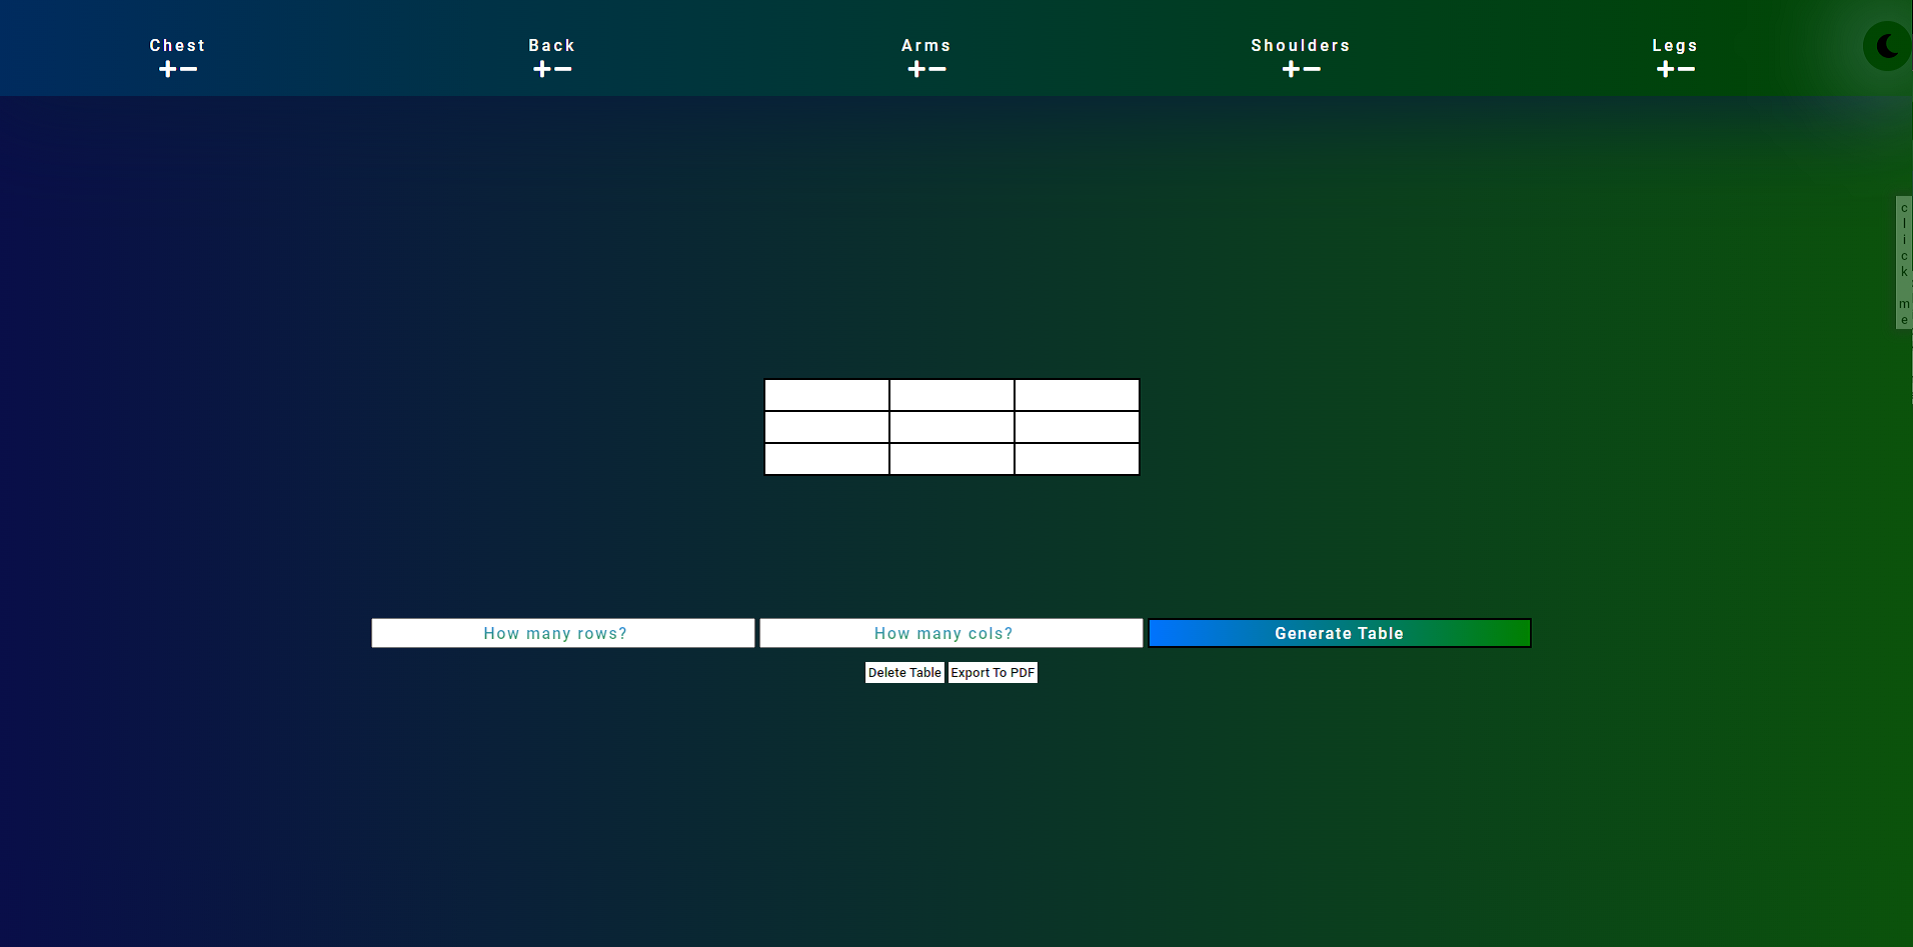 Chest
Back
Arms
Shoulders
Legs
click me
How many rows?
How many cols?
Generate Table
Delete Table
Export To PDF